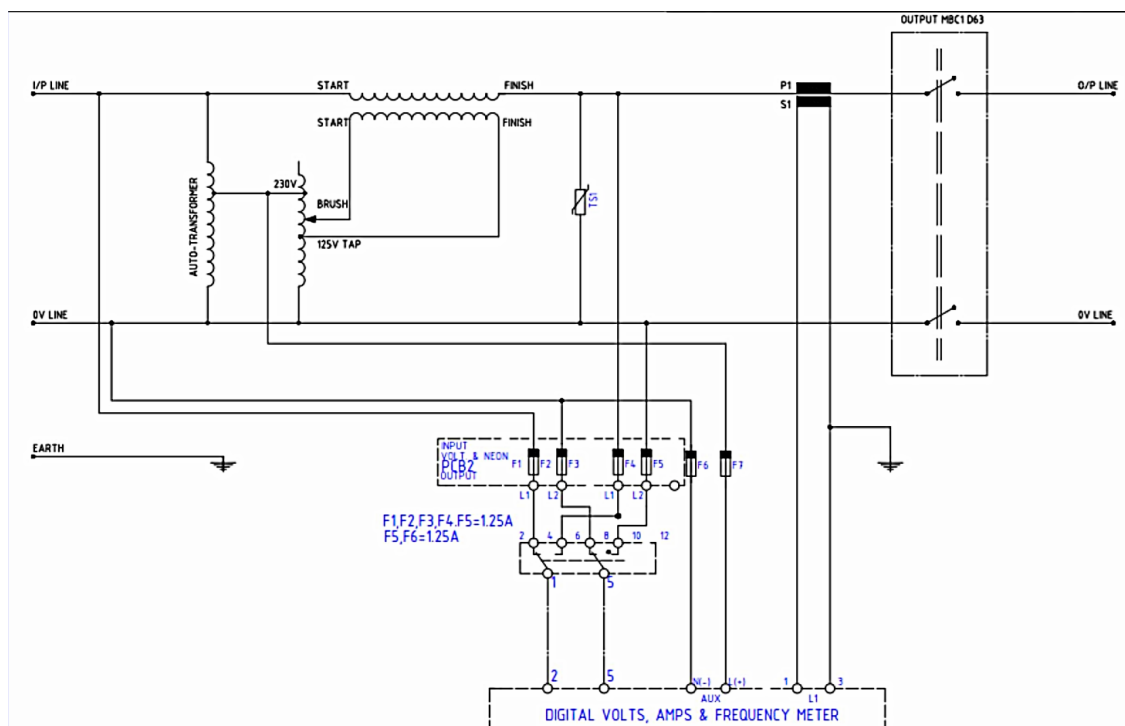 OUTPUT MBC1 D63
I/P LINE
START
FINISH
P1
O/P LINE
S1
START
FINISH
AUTO-TRANSFORMER
230V
BRUSH
TS1
125V TAP
0V LINE
0V LINE
EARTH
INPUT
VOLT & NEON
PCB2
OUTPUT
F1
F2
F3
F4
F5
F6
F7
L1
L2
L1
L2
F1,F2,F3,F4.F5=1.25A
F5,F6=1.25A
2
4
6
8
10
12
1
5
2
5
N(-)
L(+)
1
3
AUX
L1
DIGITAL VOLTS, AMPS & FREQUENCY METER